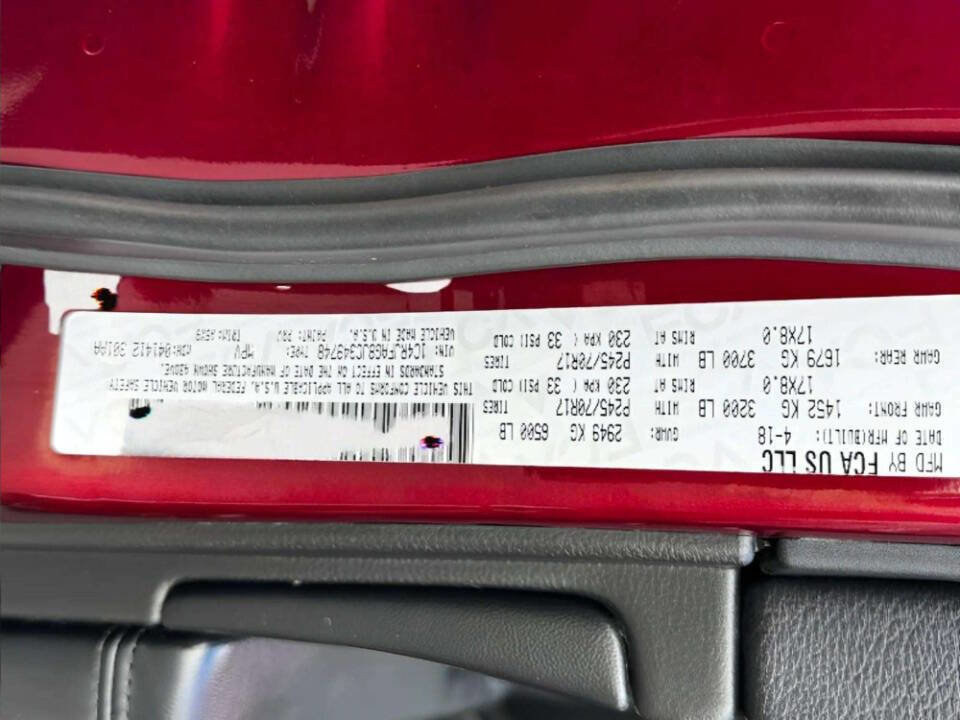 MFD BY FCA US LLC
DATE OF MFR(BUILT): 4-18 GVWR: 2949 KG 6500 LB
GAWR FRONT: 1452 KG 3200 LB WITH P245/70R17 TIRES
RIMS AT 17X8.0 230 KPA ( 33 PSI) COLD
GAWR REAR: 1679 KG 3700 LB WITH P245/70R17 TIRES
RIMS AT 17X8.0 230 KPA ( 33 PSI) COLD
THIS VEHICLE CONFORMS TO ALL APPLICABLE U.S.A. FEDERAL MOTOR VEHICLE SAFETY
STANDARDS IN EFFECT ON THE DATE OF MANUFACTURE SHOWN ABOVE.
VIN: TYPE: MPV MDH:041412 301AA
VEHICLE MADE IN U.S.A. PAINT: PRV